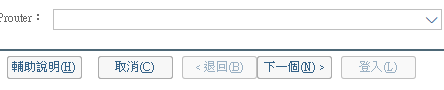 Prouter：
輔助說明(H) 取消(C) < 退回(B) 下一個(N) > 登入(L)